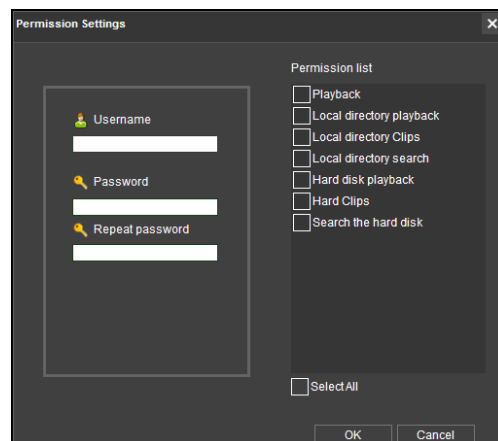 Permission Settings
Username
Password
Repeat password
Permission list
Playback
Local directory playback
Local directory Clips
Local directory search
Hard disk playback
Hard Clips
Search the hard disk
Select All
OK
Cancel